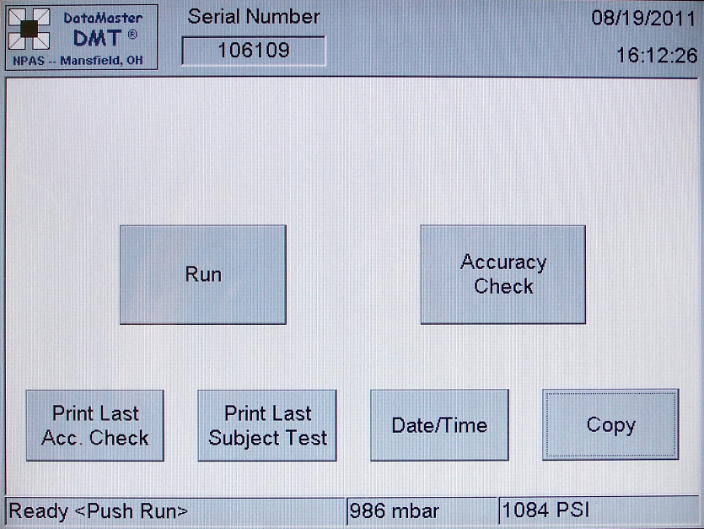 DataMaster
DMT ®
NPAS -- Mansfield, OH
Serial Number
106109
08/19/2011
16:12:26
Run
Accuracy
Check
Print Last
Acc. Check
Print Last
Subject Test
Date/Time
Copy
Ready <Push Run>
986 mbar
1084 PSI